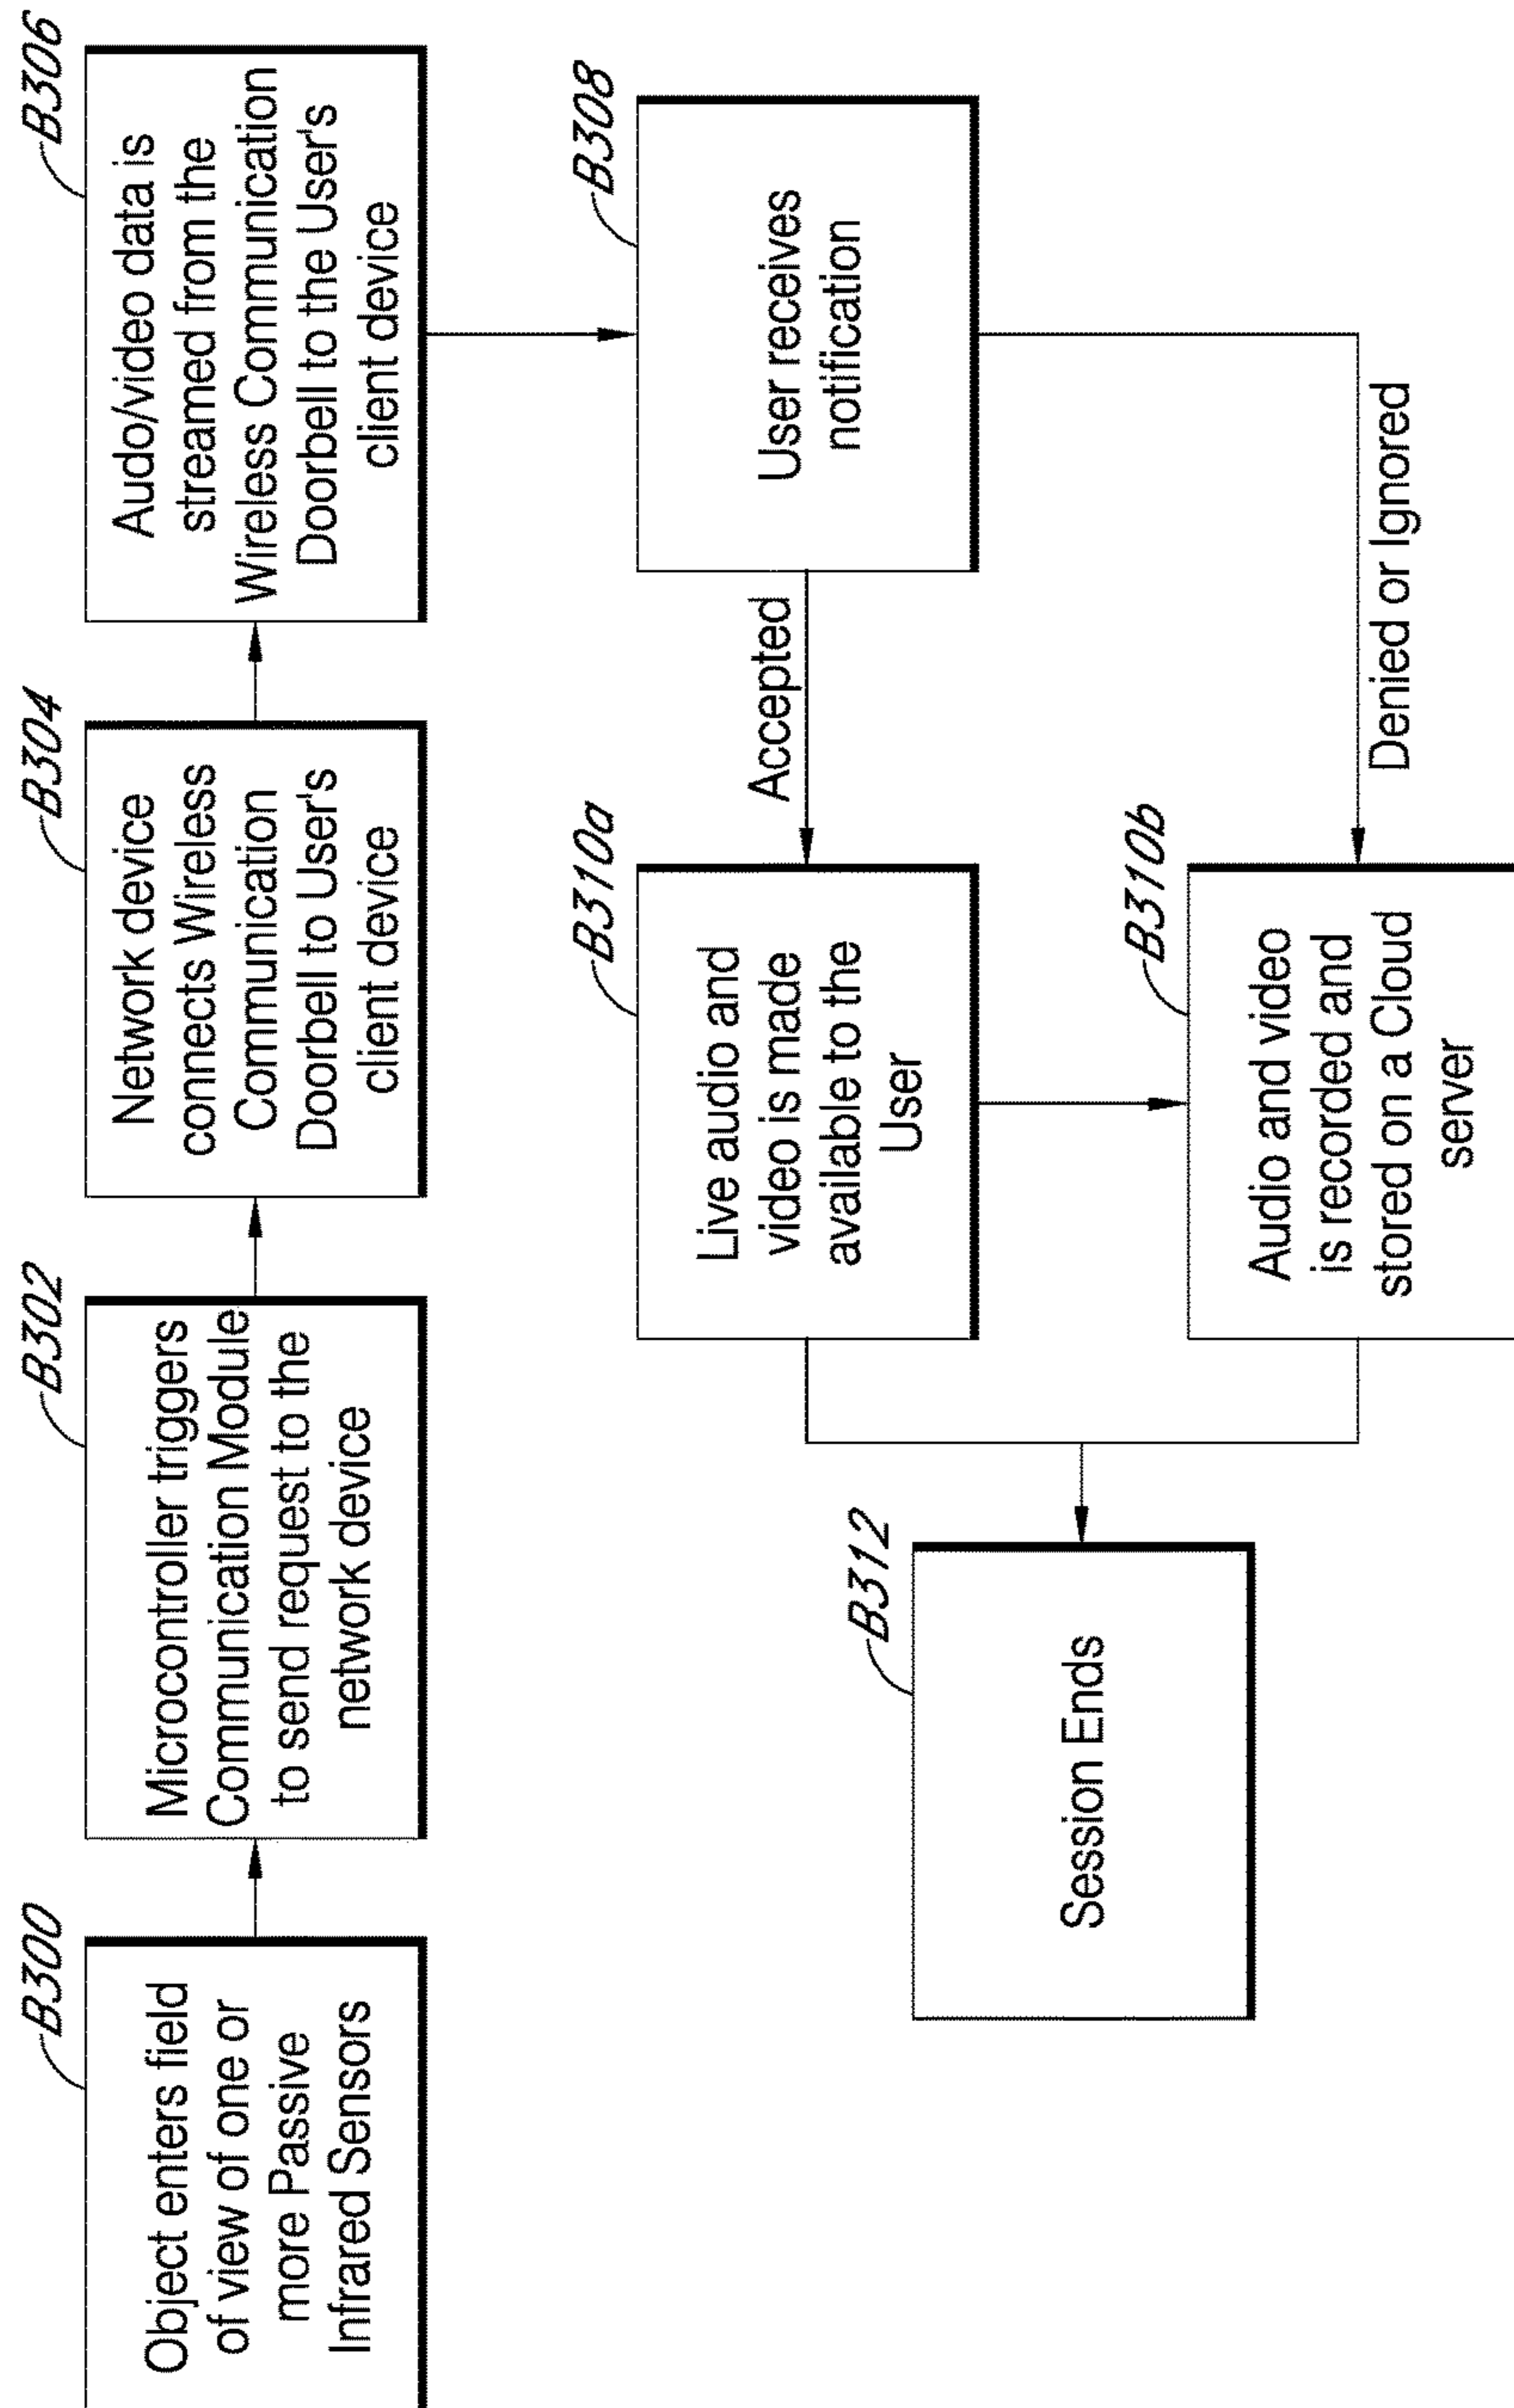 B300
Object enters field
of view of one or
more Passive
Infrared Sensors
B302
Microcontroller triggers
Communication Module
to send request to the
network device
B304
Network device
connects Wireless
Communication
Doorbell to User's
client device
B306
Audo/video data is
streamed from the
Wireless Communication
Doorbell to the User's
client device
B308
User receives
notification
Accepted
Denied or Ignored
B310a
Live audio and
video is made
available to the
User
B310b
Audio and video
is recorded and
stored on a Cloud
server
B312
Session Ends